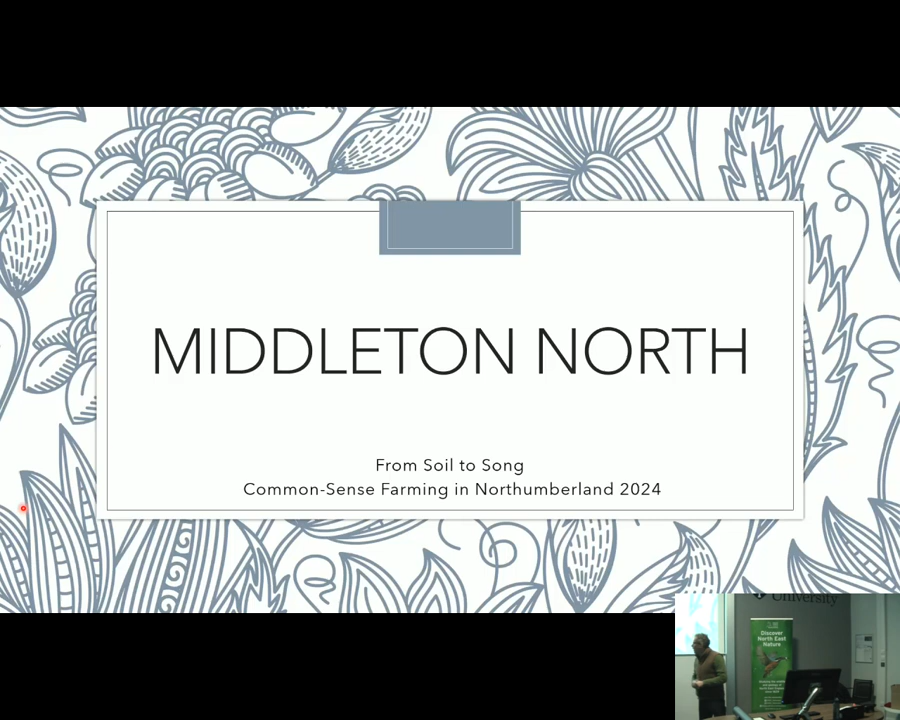 MIDDLETON NORTH
From Soil to Song
Common-Sense Farming in Northumberland 2024
University
Discover
North East
Nature